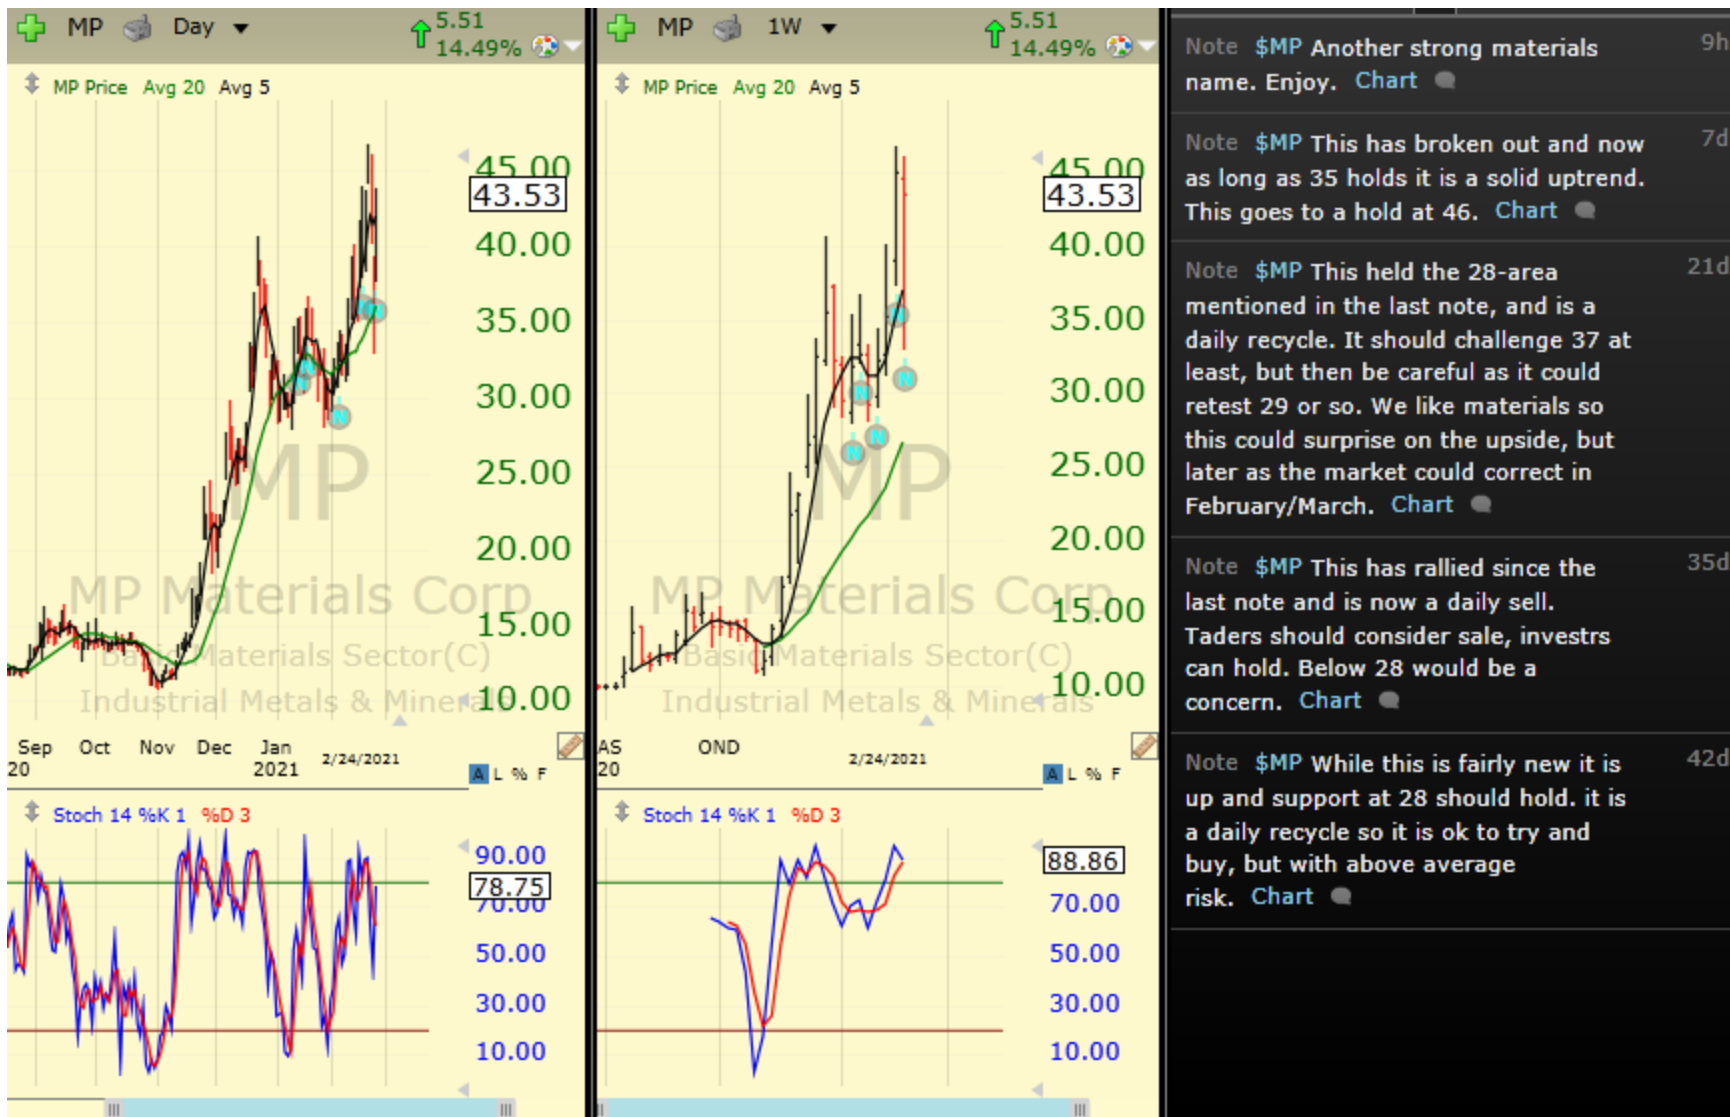 MP Day 5.51
14.49%
MP Price Avg 20 Avg 5
45.00
43.53
40.00
35.00
30.00
25.00
20.00
15.00
10.00
MP
MP Materials Corp
Basic Materials Sector(C)
Industrial Metals & Minerals
N
N
N
N
Sep Oct Nov Dec Jan 2/24/2021
20 2021
A L % F
Stoch 14 %K 1 %D 3
90.00
78.75
70.00
50.00
30.00
10.00
MP 1W 5.51
14.49%
MP Price Avg 20 Avg 5
45.00
43.53
40.00
35.00
30.00
25.00
20.00
15.00
10.00
MP
MP Materials Corp
Basic Materials Sector(C)
Industrial Metals & Minerals
N
N
N
N
N
AS OND 2/24/2021
20
A L % F
Stoch 14 %K 1 %D 3
88.86
70.00
50.00
30.00
10.00
Note $MP Another strong materials 9h
name. Enjoy. Chart
Note $MP This has broken out and now 7d
as long as 35 holds it is a solid uptrend.
This goes to a hold at 46. Chart
Note $MP This held the 28-area 21d
mentioned in the last note, and is a
daily recycle. It should challenge 37 at
least, but then be careful as it could
retest 29 or so. We like materials so
this could surprise on the upside, but
later as the market could correct in
February/March. Chart
Note $MP This has rallied since the 35d
last note and is now a daily sell.
Taders should consider sale, investrs
can hold. Below 28 would be a
concern. Chart
Note $MP While this is fairly new it is 42d
up and support at 28 should hold. it is
a daily recycle so it is ok to try and
buy, but with above average
risk. Chart